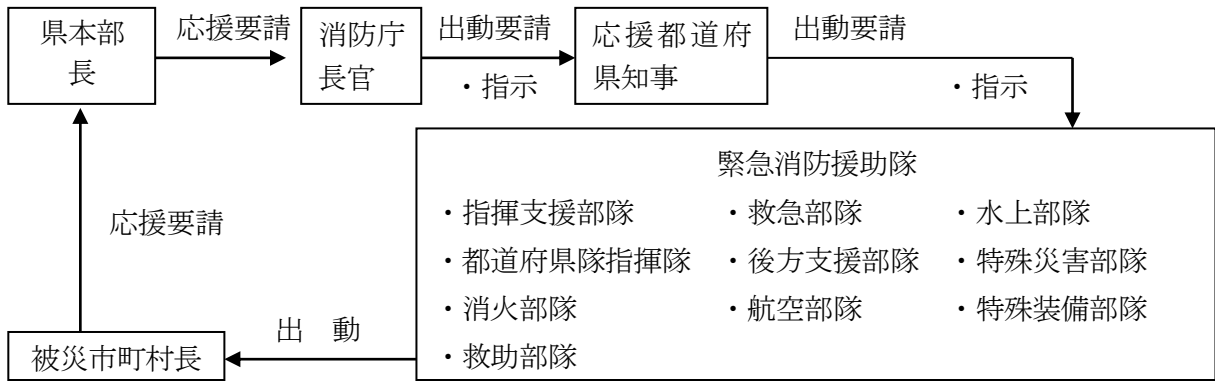 県本部
長
応援要請
消防庁
長官
出動要請
・指示
応援都道府
県知事
出動要請
・指示
緊急消防援助隊
・指揮支援部隊
・救急部隊
・水上部隊
・都道府県隊指揮隊
・後方支援部隊
・特殊災害部隊
・消火部隊
・航空部隊
・特殊装備部隊
・救助部隊
応援要請
出　動
被災市町村長